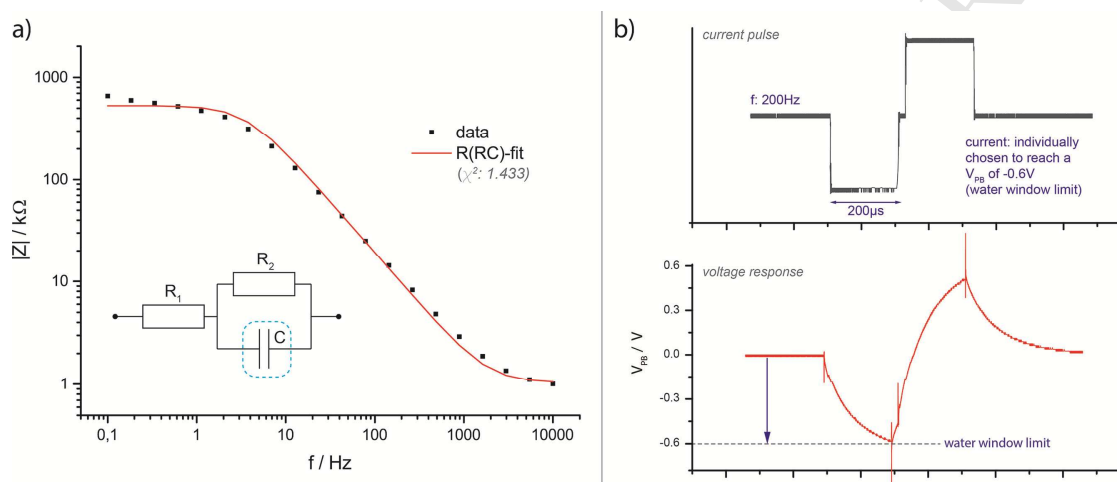 a)
1000
100
10
1
|Z| / kΩ
data
R(RC)-fit
(χ²: 1.433)
R₁
R₂
C
0,1
1
10
100
1000
10000
f / Hz
b)
current pulse
f: 200Hz
200µs
current: individually
chosen to reach a
V_PB of -0.6V
(water window limit)
voltage response
0.6
0.3
0.0
-0.3
-0.6
V_PB / V
water window limit